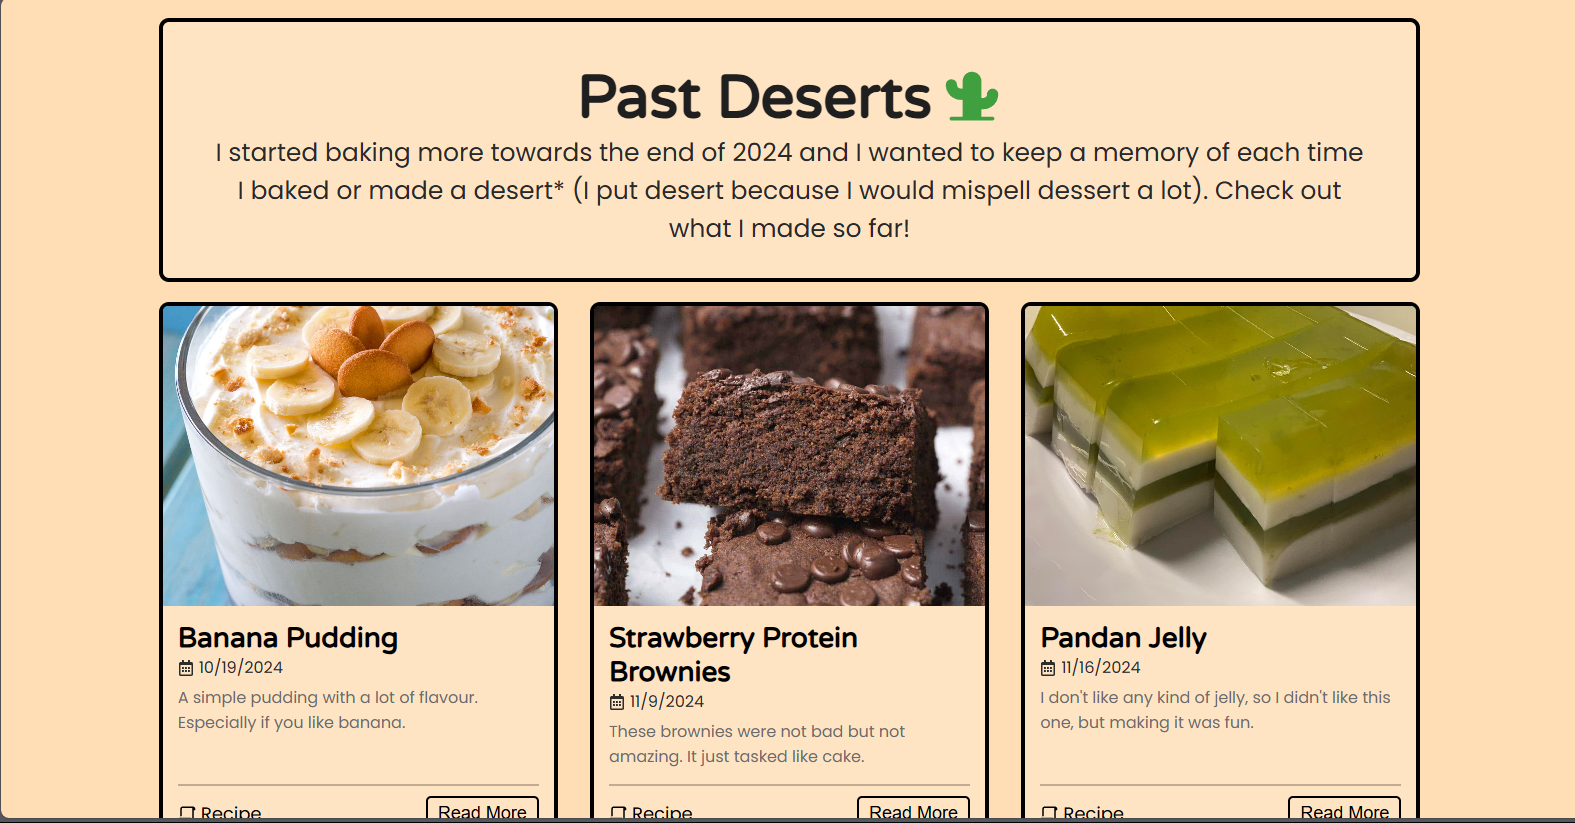 Past Deserts
I started baking more towards the end of 2024 and I wanted to keep a memory of each time
I baked or made a desert* (I put desert because I would mispell dessert a lot). Check out
what I made so far!
Banana Pudding
10/19/2024
A simple pudding with a lot of flavour.
Especially if you like banana.
Recipe
Read More
Strawberry Protein
Brownies
11/9/2024
These brownies were not bad but not
amazing. It just tasked like cake.
Recipe
Read More
Pandan Jelly
11/16/2024
I don't like any kind of jelly, so I didn't like this
one, but making it was fun.
Recipe
Read More